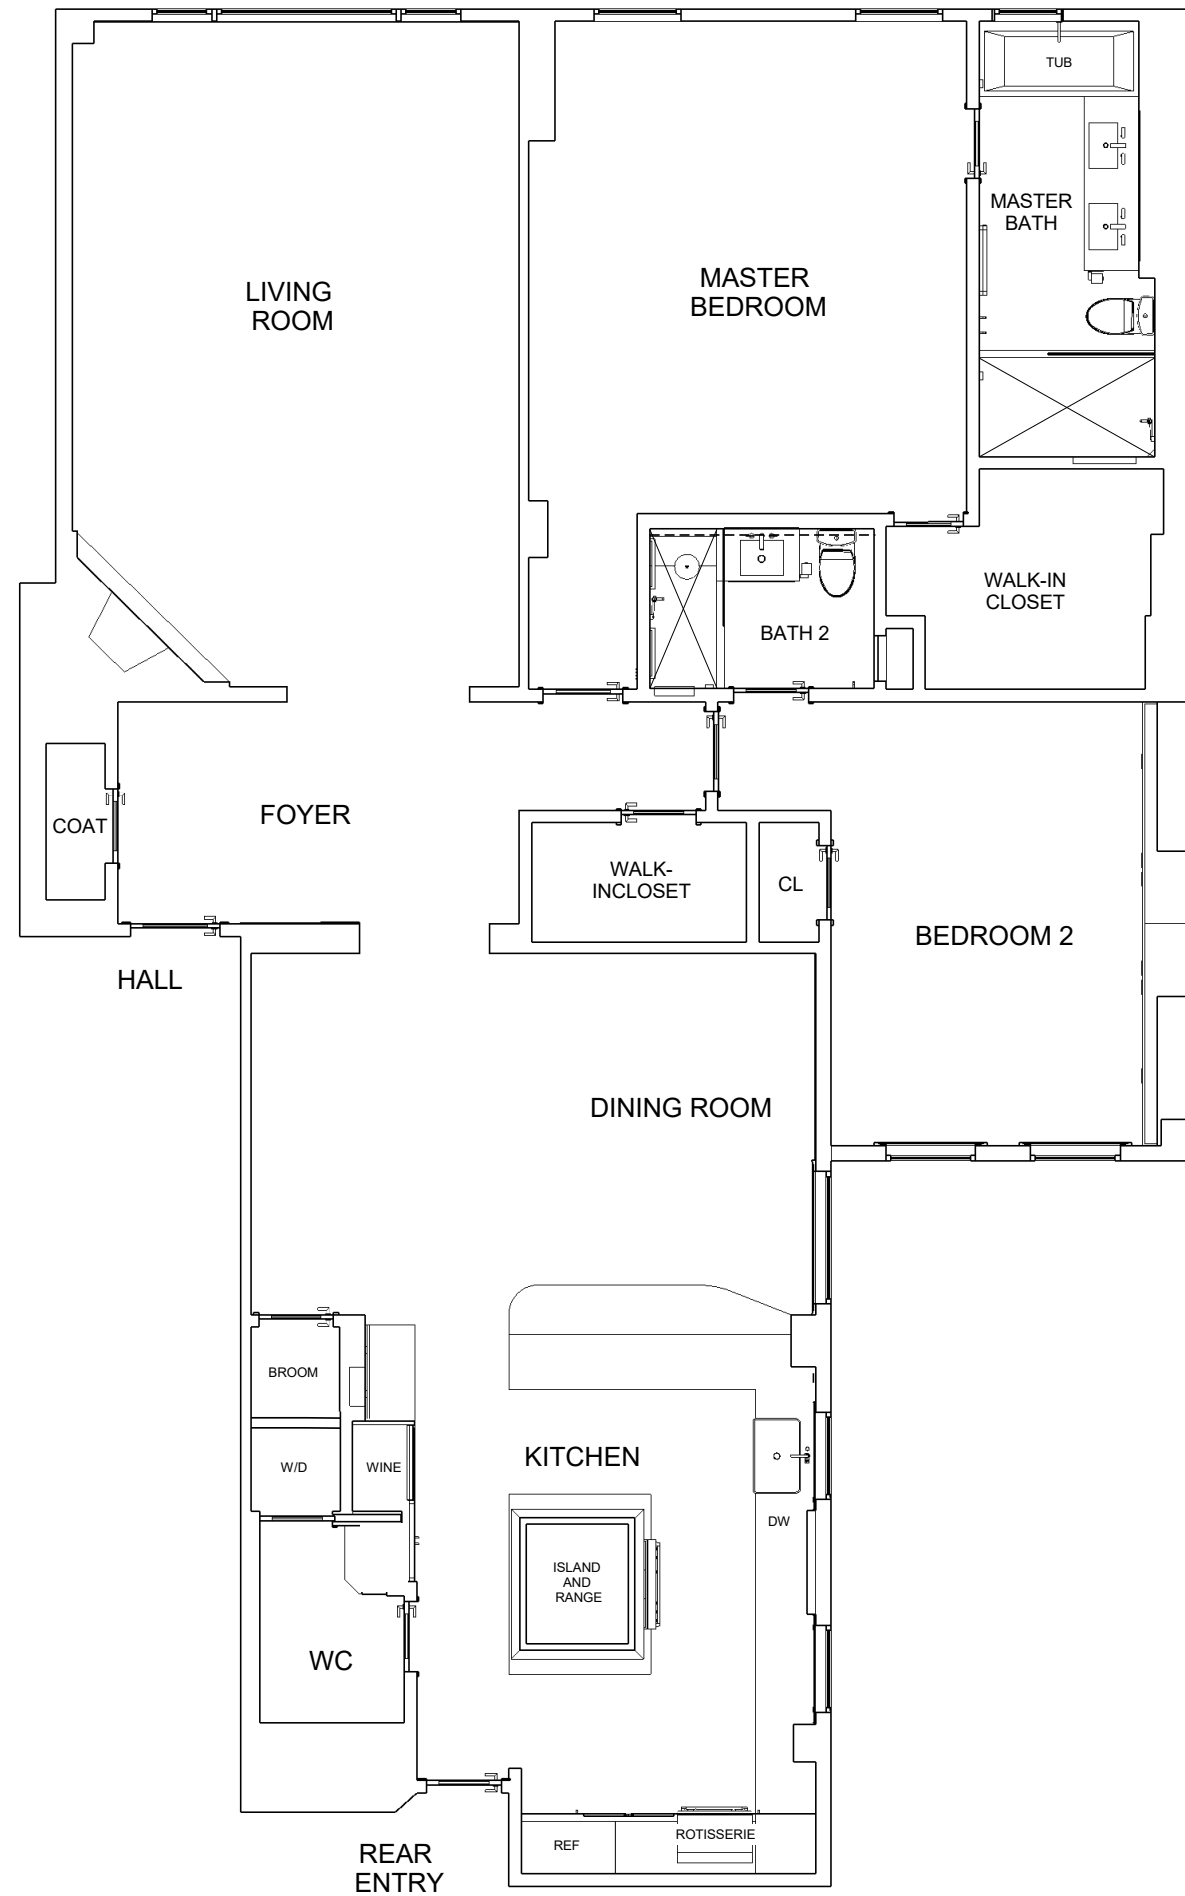 TUB
MASTER
BATH
LIVING
ROOM
MASTER
BEDROOM
WALK-IN
CLOSET
BATH 2
COAT
FOYER
WALK-
INCLOSET
CL
BEDROOM 2
HALL
DINING ROOM
BROOM
W/D
WINE
KITCHEN
DW
ISLAND
AND
RANGE
WC
REF
ROTISSERIE
REAR
ENTRY